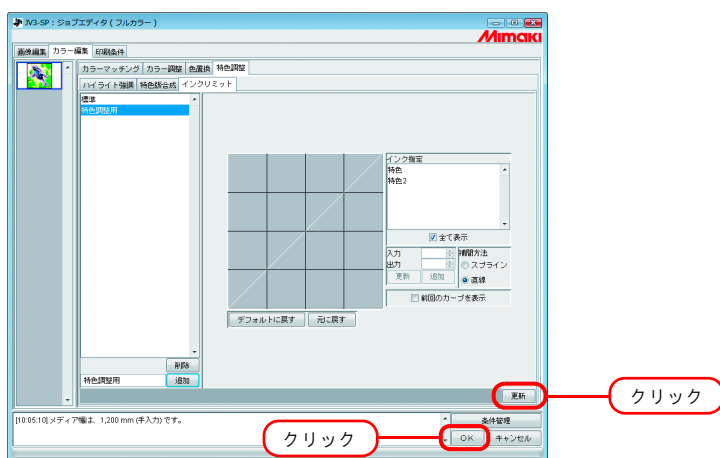 JV3-SP：ジョブエディタ ( フルカラー )
Mimaki
画像編集 カラー編集 印刷条件
カラーマッチング カラー調整 色置換 特色調整
ハイライト強調 特色版合成 インクリミット
標準
特色調整用
インク指定
特色
特色2
全て表示
入力
出力
更新 追加
補間方法
スプライン
直線
前回のカーブを表示
デフォルトに戻す 元に戻す
削除
特色調整用 追加
更新
クリック
[10:05:10] メディア幅は、1,200 mm (手入力) です。
条件管理
クリック
OK キャンセル